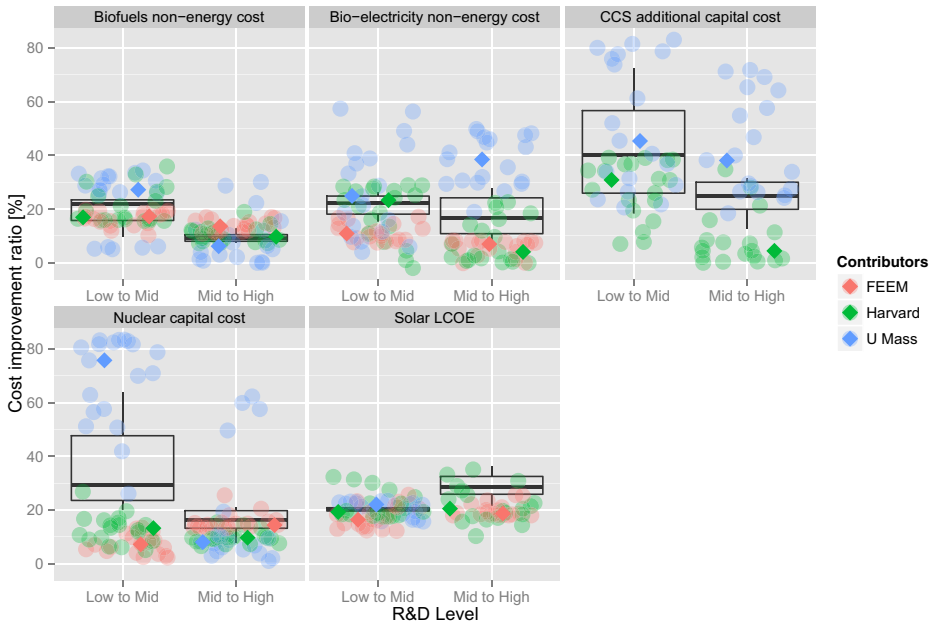 Biofuels non−energy cost
Bio−electricity non−energy cost
CCS additional capital cost
80
60
40
20
0
Low to Mid
Mid to High
Low to Mid
Mid to High
Low to Mid
Mid to High
Cost improvement ratio [%]
Contributors
FEEM
Harvard
U Mass
Nuclear capital cost
Solar LCOE
80
60
40
20
0
Low to Mid
Mid to High
Low to Mid
Mid to High
R&D Level